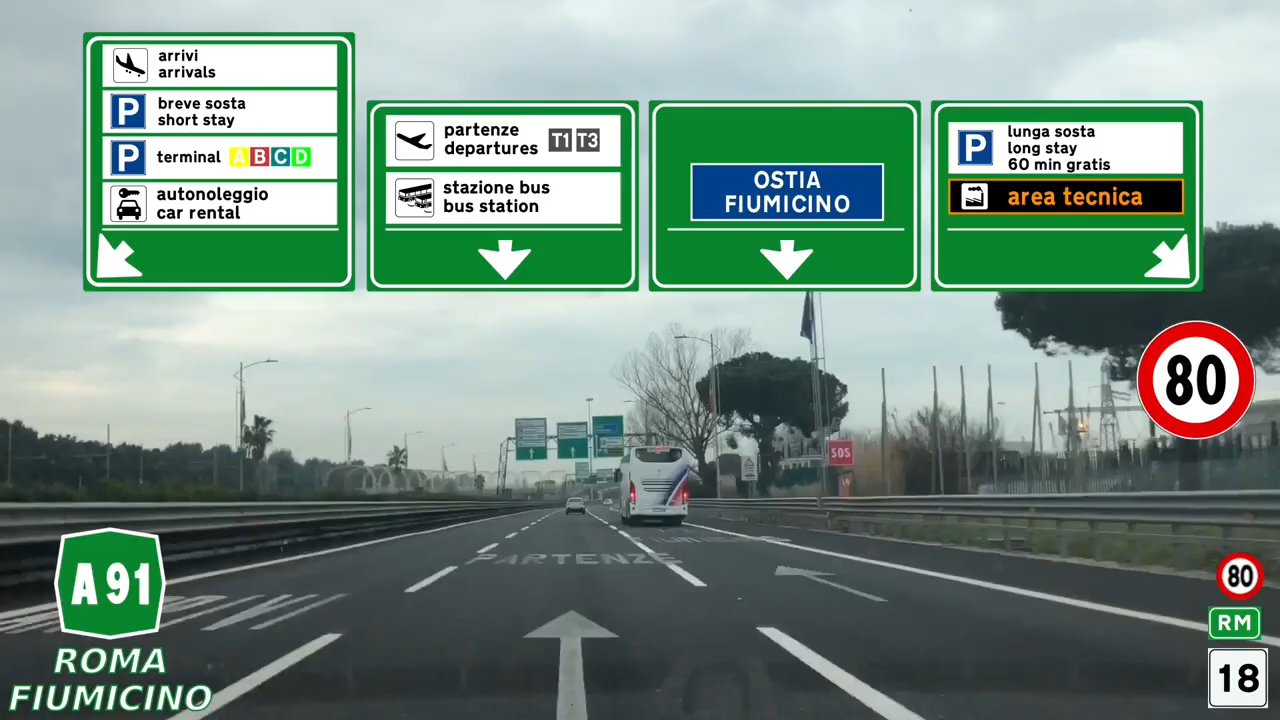 arrivi
arrivals
P
breve sosta
short stay
P
terminal A B C D
autonoleggio
car rental
partenze
departures T1 T3
stazione bus
bus station
OSTIA
FIUMICINO
P
lunga sosta
long stay
60 min gratis
area tecnica
80
SOS
A 91
ROMA
FIUMICINO
PARTENZE
80
RM
18